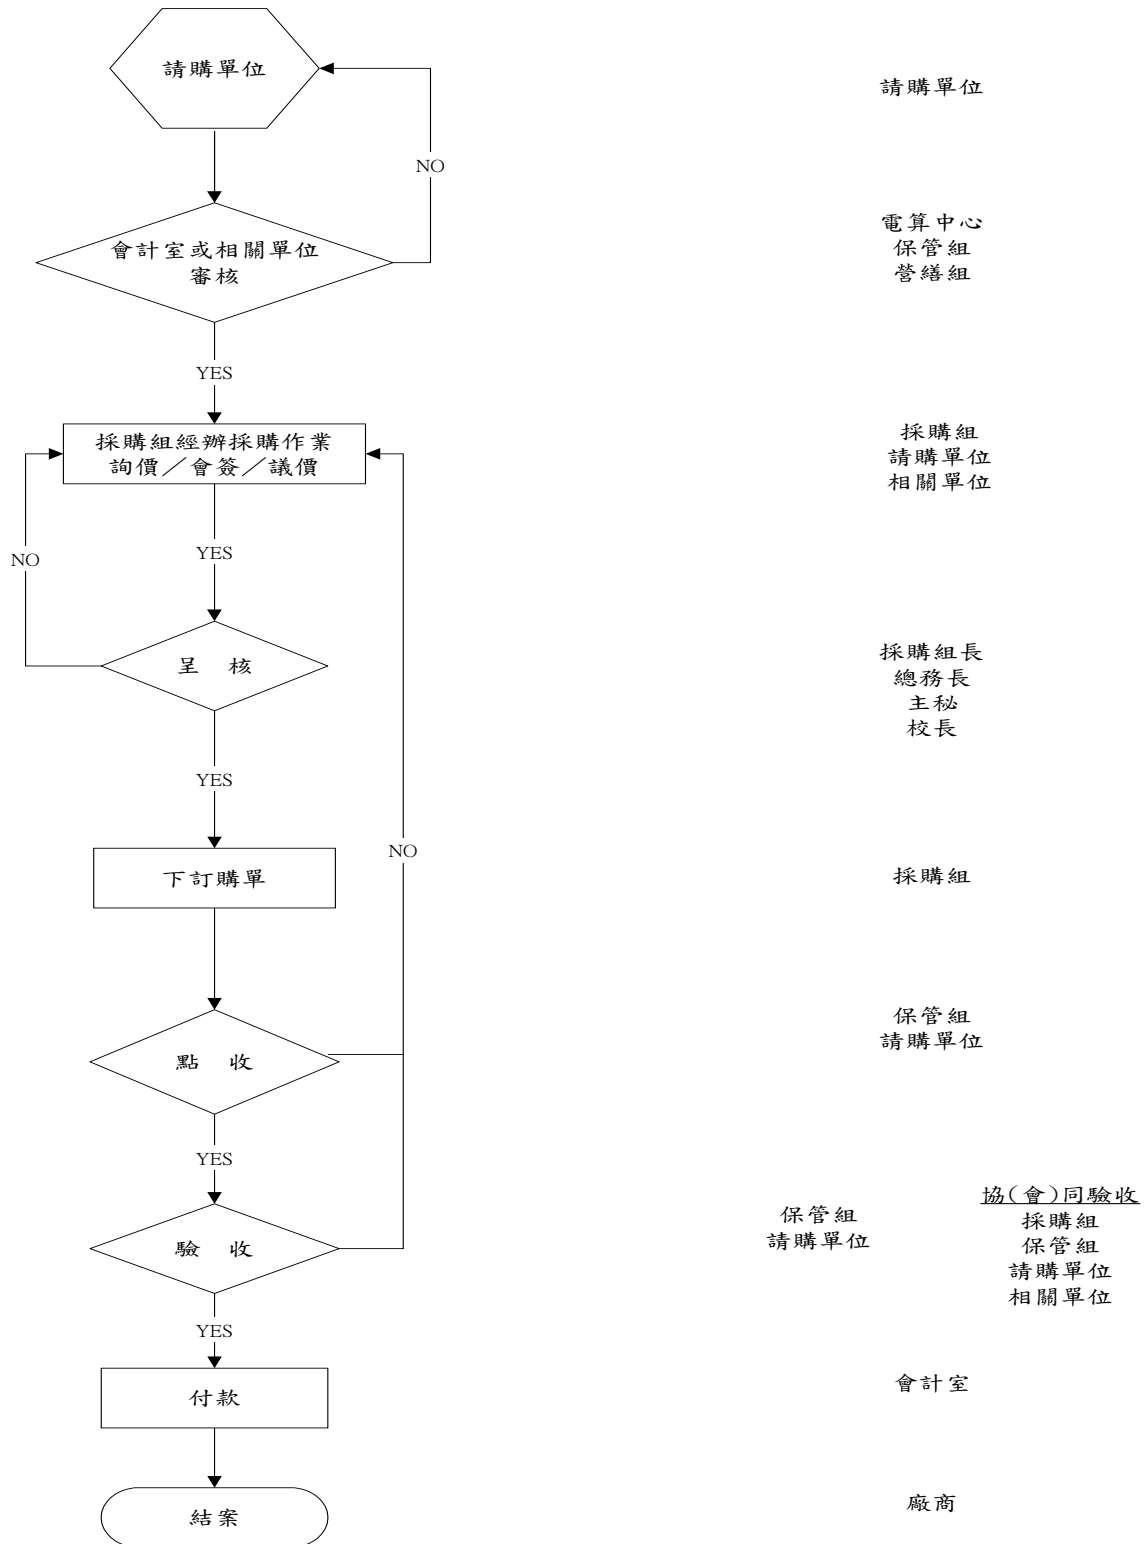 請購單位
請購單位
NO
會計室或相關單位
審核
電算中心
保管組
營繕組
YES
採購組經辦採購作業
詢價／會簽／議價
採購組
請購單位
相關單位
NO
YES
呈　核
採購組長
總務長
主秘
校長
YES
NO
下訂購單
採購組
點　收
保管組
請購單位
YES
驗　收
保管組
請購單位
協(會)同驗收
採購組
保管組
請購單位
相關單位
YES
付款
會計室
結案
廠商